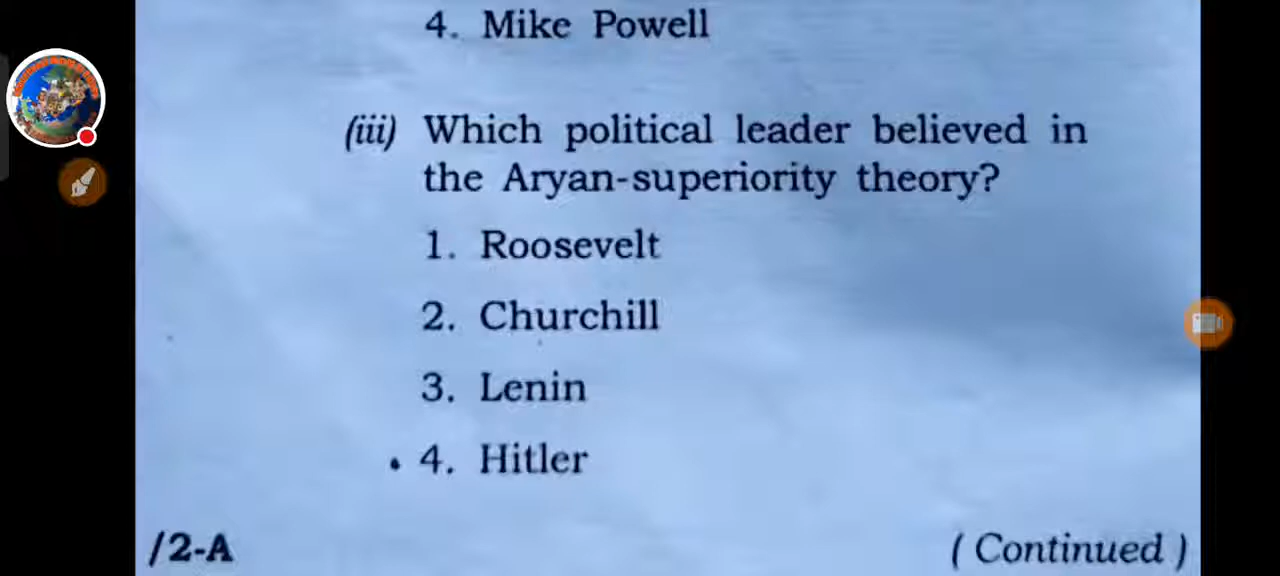 4. Mike Powell
(iii) Which political leader believed in
the Aryan-superiority theory?
1. Roosevelt
2. Churchill
3. Lenin
4. Hitler
/2-A
( Continued )